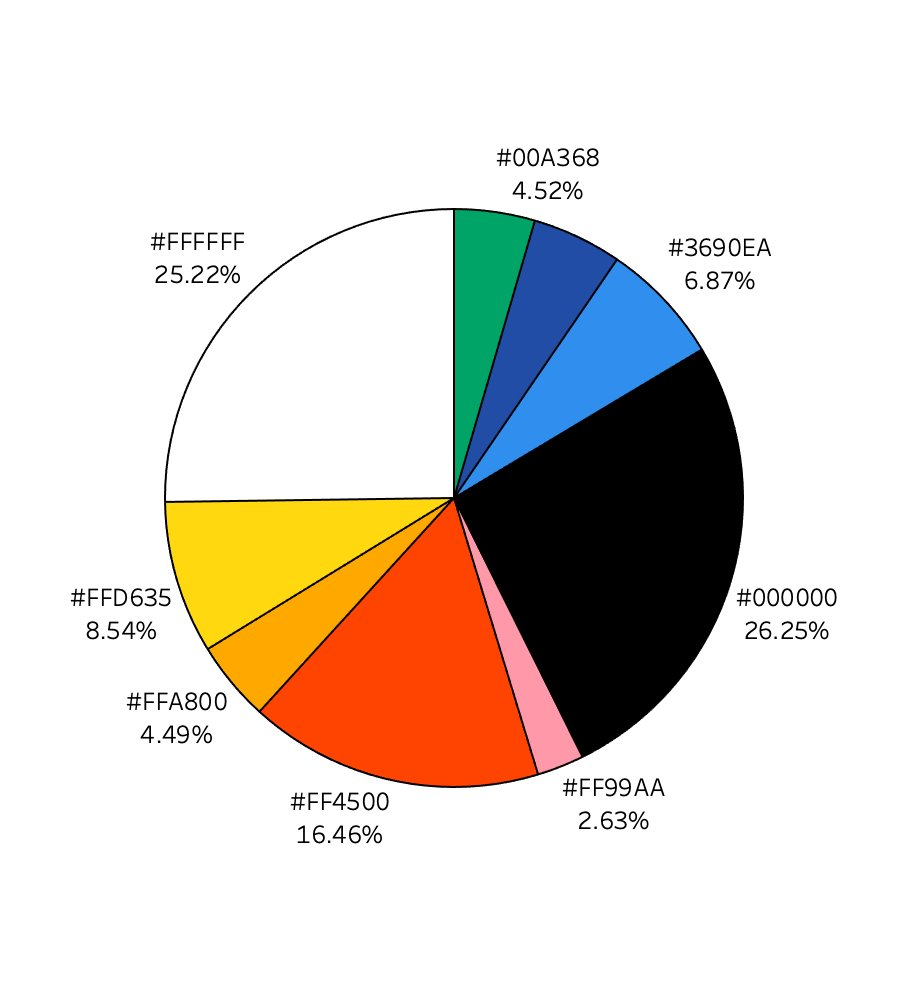 #00A368
4.52%
#3690EA
6.87%
#FFFFFF
25.22%
#000000
26.25%
#FFD635
8.54%
#FFA800
4.49%
#FF99AA
2.63%
#FF4500
16.46%